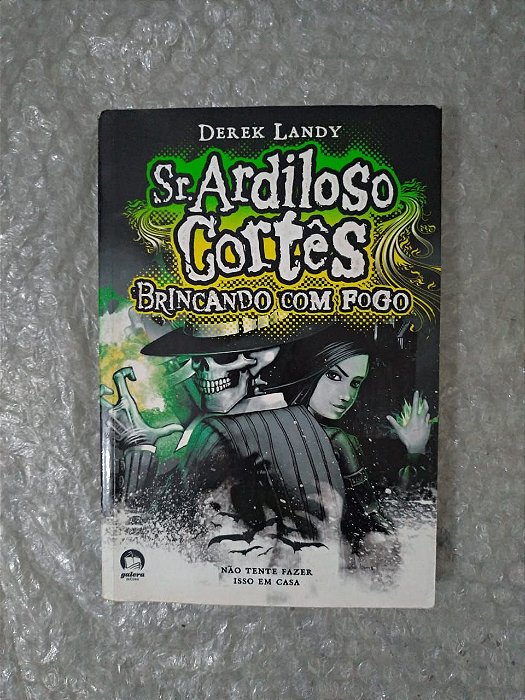 DEREK LANDY
SR. ARDILOSO
CORTÊS
BRINCANDO COM FOGO
NÃO TENTE FAZER
ISSO EM CASA
galera